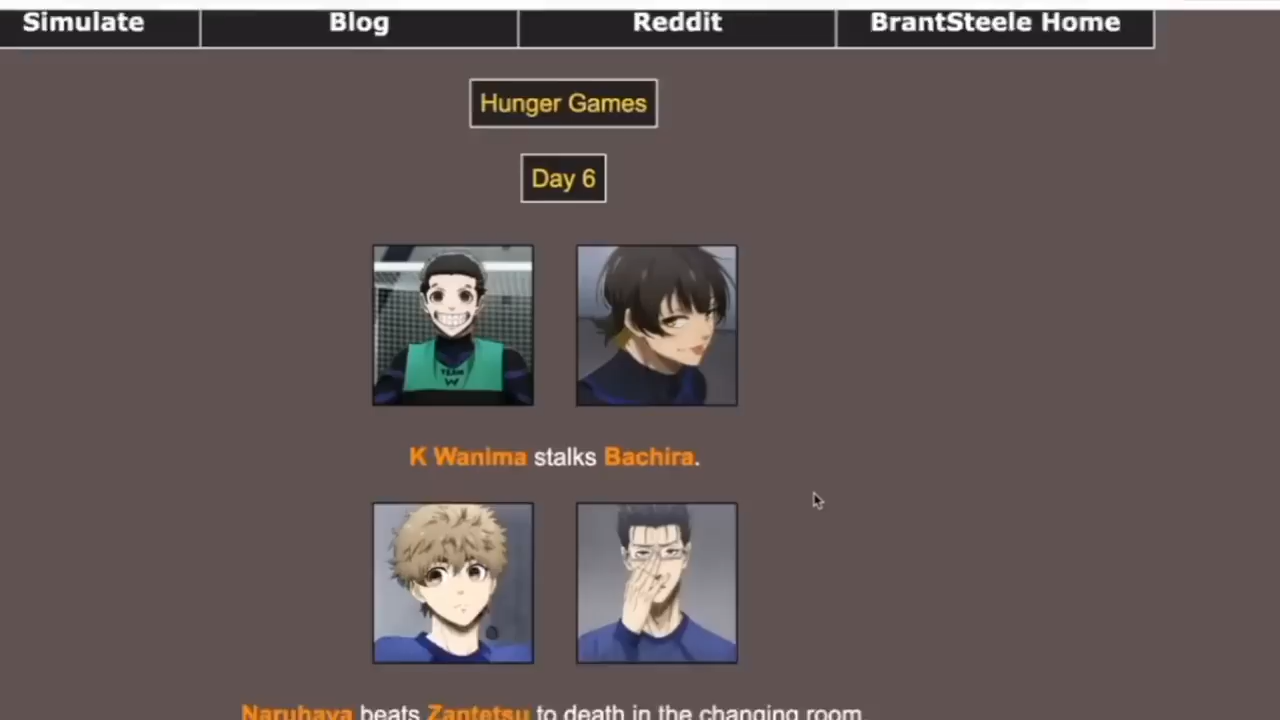 Simulate Blog Reddit BrantSteele Home
Hunger Games
Day 6
TEAM
W
K Wanima stalks Bachira.
Naruhaya beats Zantetsu to death in the changing room